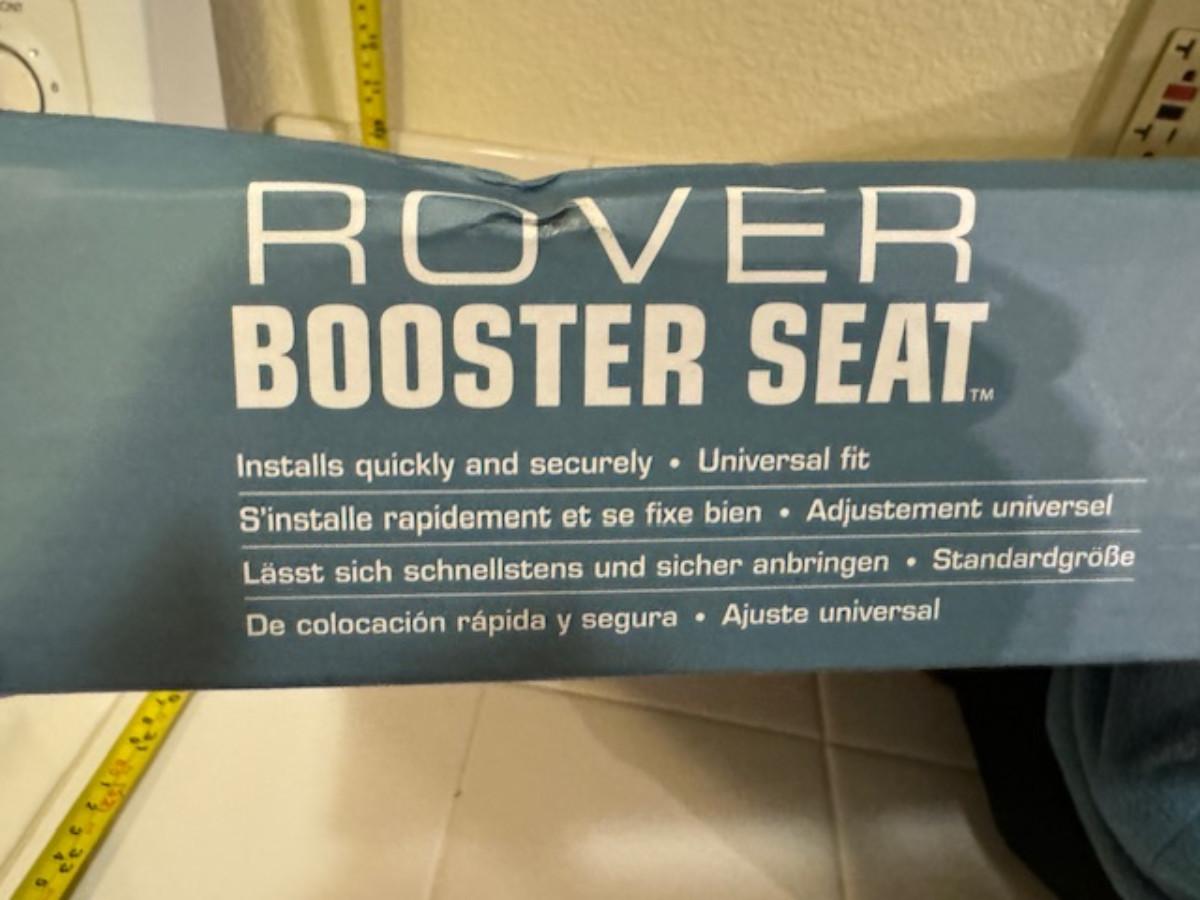 ROVER
BOOSTER SEAT™
Installs quickly and securely • Universal fit
S'installe rapidement et se fixe bien • Adjustement universel
Lässt sich schnellstens und sicher anbringen • Standardgröße
De colocación rápida y segura • Ajuste universal